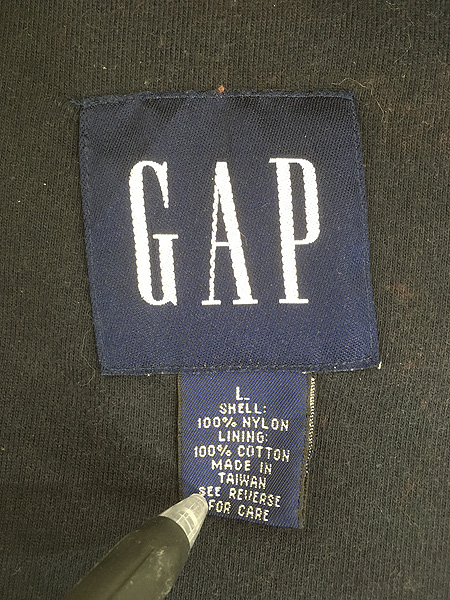 GAP
L
SHELL:
100% NYLON
LINING:
100% COTTON
MADE IN
TAIWAN
SEE REVERSE
FOR CARE